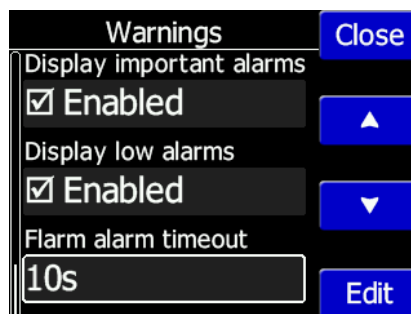 Warnings
Close
Display important alarms
☑ Enabled
Display low alarms
☑ Enabled
Flarm alarm timeout
10s
Edit